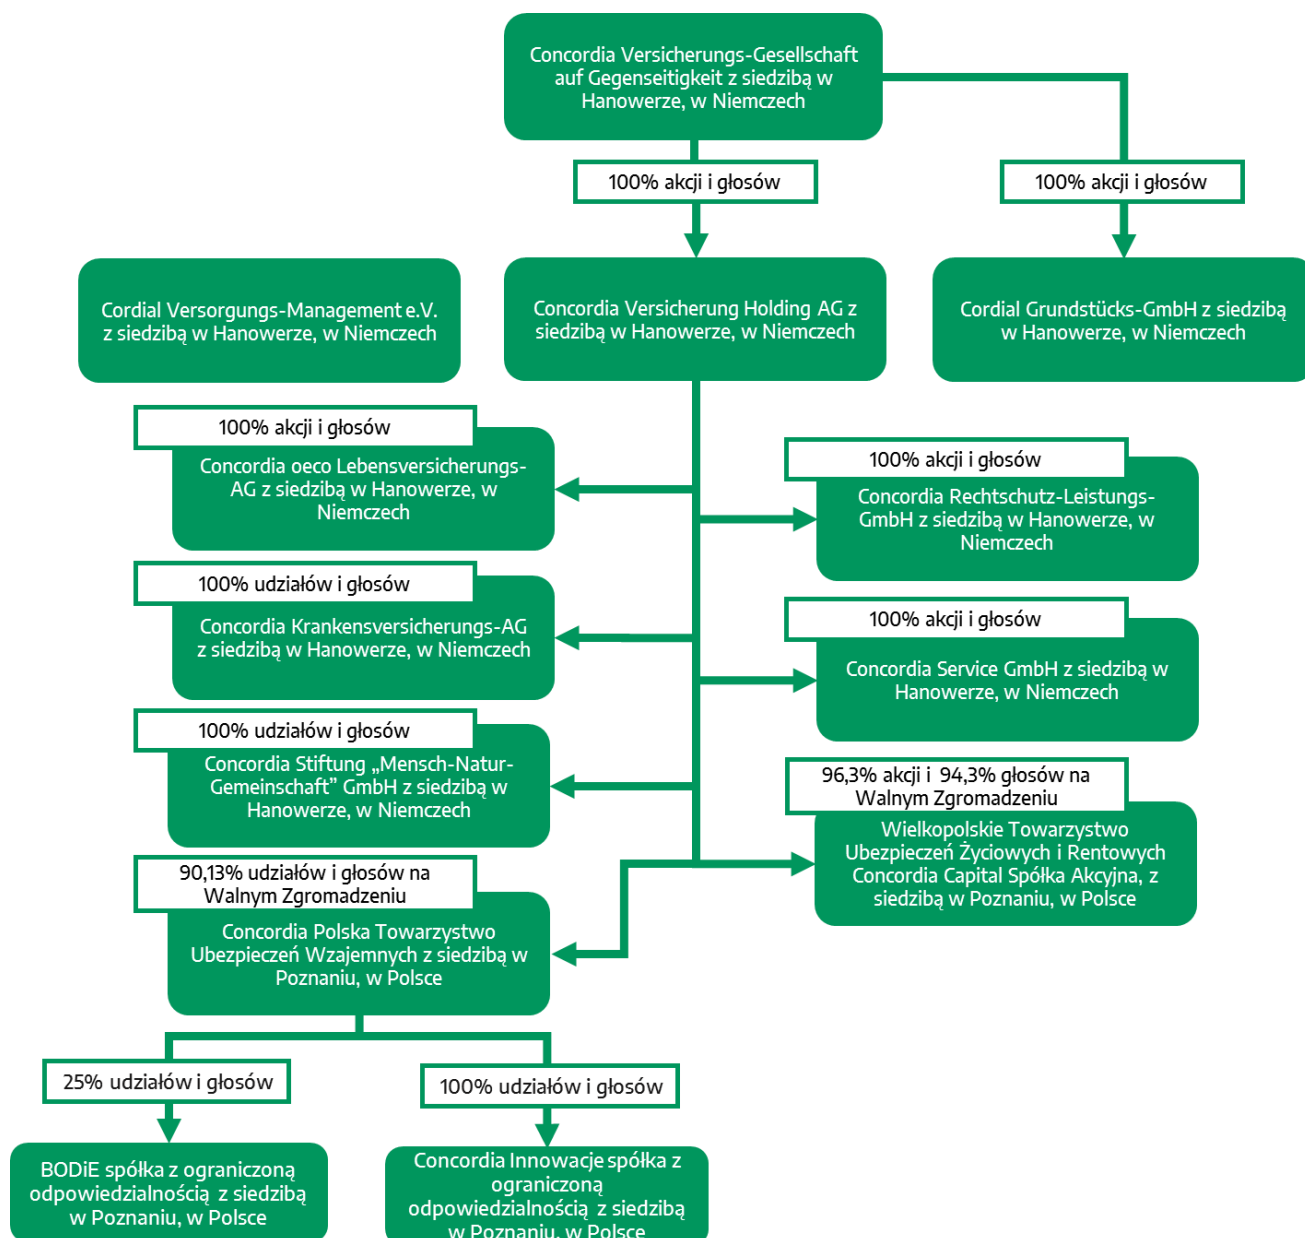 Concordia Versicherungs-Gesellschaft
auf Gegenseitigkeit z siedzibą w
Hanowerze, w Niemczech
100% akcji i głosów
100% akcji i głosów
Cordial Versorgungs-Management e.V.
z siedzibą w Hanowerze, w Niemczech
Concordia Versicherung Holding AG z
siedzibą w Hanowerze, w Niemczech
Cordial Grundstücks-GmbH z siedzibą
w Hanowerze, w Niemczech
100% akcji i głosów
Concordia oeco Lebensversicherungs-
AG z siedzibą w Hanowerze, w
Niemczech
100% akcji i głosów
Concordia Rechtschutz-Leistungs-
GmbH z siedzibą w Hanowerze, w
Niemczech
100% udziałów i głosów
Concordia Krankensversicherungs-AG
z siedzibą w Hanowerze, w Niemczech
100% akcji i głosów
Concordia Service GmbH z siedzibą w
Hanowerze, w Niemczech
100% udziałów i głosów
Concordia Stiftung „Mensch-Natur-
Gemeinschaft” GmbH z siedzibą w
Hanowerze, w Niemczech
96,3% akcji i 94,3% głosów na
Walnym Zgromadzeniu
Wielkopolskie Towarzystwo
Ubezpieczeń Życiowych i Rentowych
Concordia Capital Spółka Akcyjna, z
siedzibą w Poznaniu, w Polsce
90,13% udziałów i głosów na
Walnym Zgromadzeniu
Concordia Polska Towarzystwo
Ubezpieczeń Wzajemnych z siedzibą w
Poznaniu, w Polsce
25% udziałów i głosów
100% udziałów i głosów
BODiE spółka z ograniczoną
odpowiedzialnością z siedzibą
w Poznaniu, w Polsce
Concordia Innowacje spółka z
ograniczoną
odpowiedzialnością z siedzibą
w Poznaniu, w Polsce